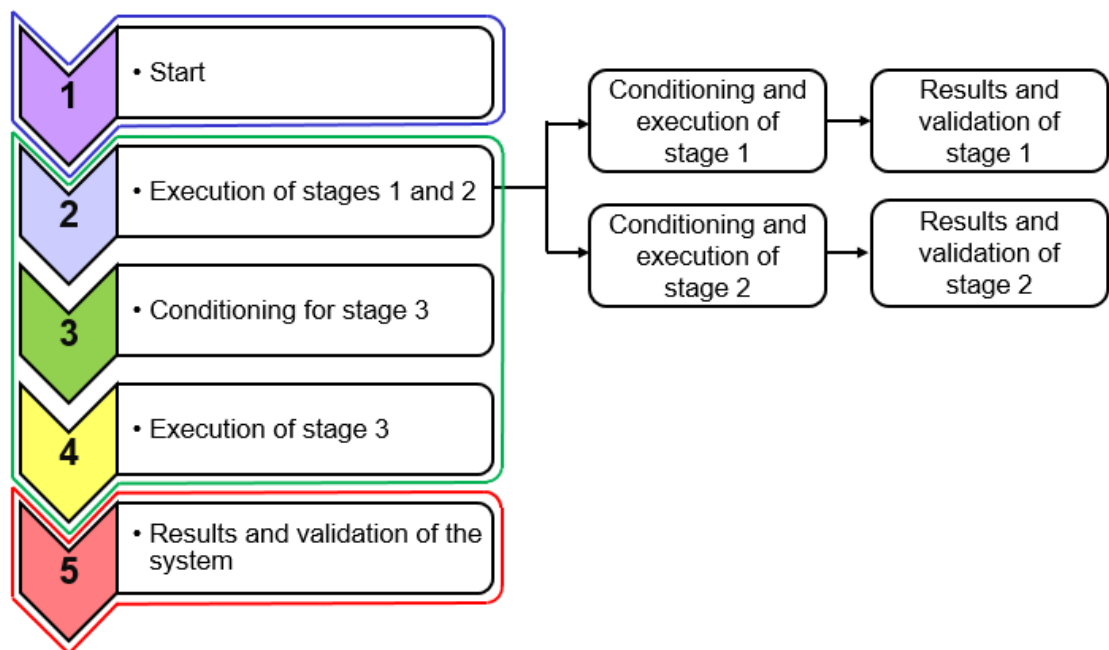 1
• Start
2
• Execution of stages 1 and 2
3
• Conditioning for stage 3
4
• Execution of stage 3
5
• Results and validation of the
system
Conditioning and
execution of
stage 1
Results and
validation of
stage 1
Conditioning and
execution of
stage 2
Results and
validation of
stage 2